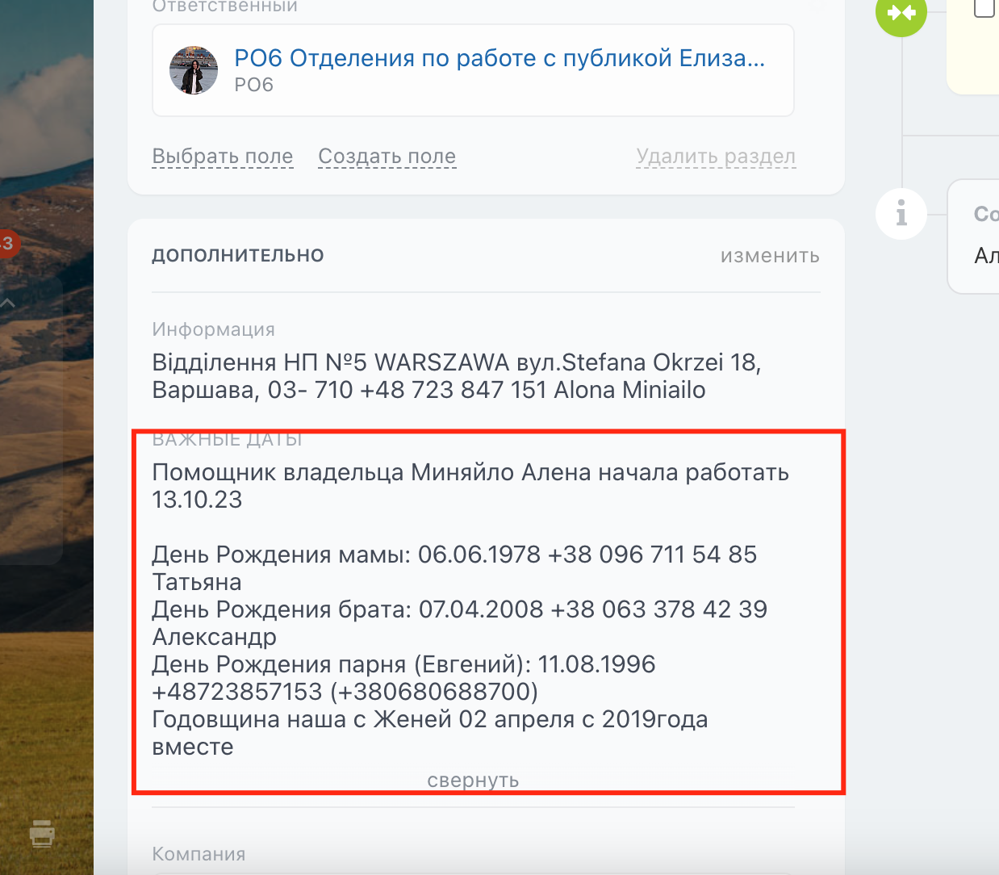 Ответственный
РО6 Отделения по работе с публикой Елиза...
РО6
Выбрать поле Создать поле Удалить раздел
ДОПОЛНИТЕЛЬНО изменить
Информация
Відділення НП №5 WARSZAWA вул.Stefana Okrzei 18,
Варшава, 03- 710 +48 723 847 151 Alona Miniailo
ВАЖНЫЕ ДАТЫ
Помощник владельца Миняйло Алена начала работать
13.10.23
День Рождения мамы: 06.06.1978 +38 096 711 54 85
Татьяна
День Рождения брата: 07.04.2008 +38 063 378 42 39
Александр
День Рождения парня (Евгений): 11.08.1996
+48723857153 (+380680688700)
Годовщина наша с Женей 02 апреля с 2019года
вместе
свернуть
Компания